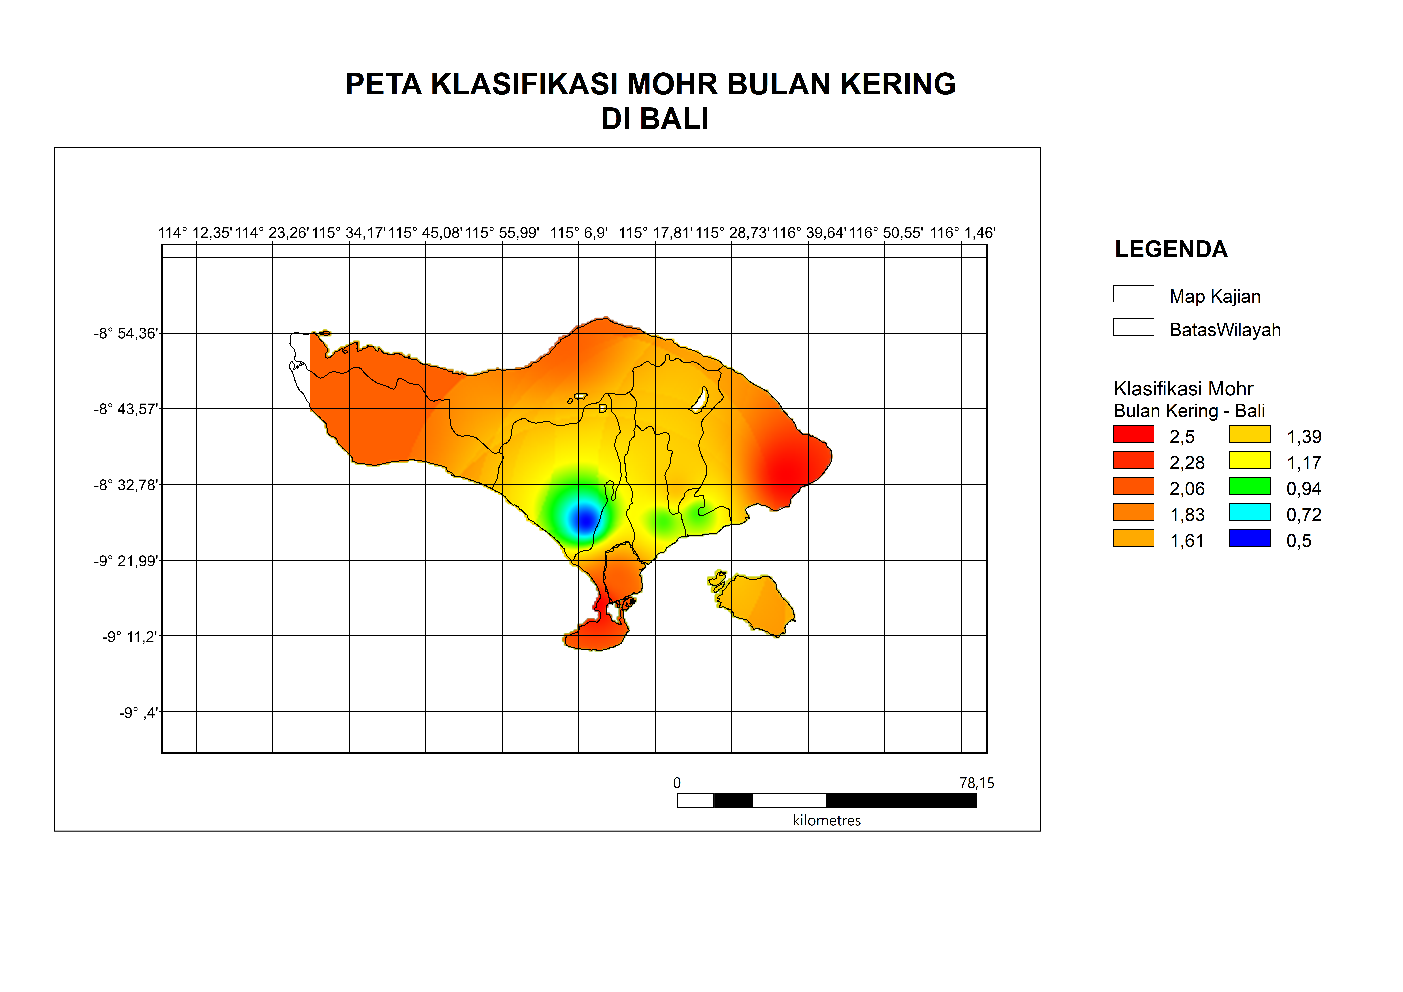 PETA KLASIFIKASI MOHR BULAN KERING
DI BALI
114° 12,35' 114° 23,26' 115° 34,17' 115° 45,08' 115° 55,99' 115° 6,9' 115° 17,81' 115° 28,73' 116° 39,64' 116° 50,55' 116° 1,46'
-8° 54,36'
-8° 43,57'
-8° 32,78'
-9° 21,99'
-9° 11,2'
-9° ,4'
0 78,15
kilometres
LEGENDA
Map Kajian
BatasWilayah
Klasifikasi Mohr
Bulan Kering - Bali
2,5 1,39
2,28 1,17
2,06 0,94
1,83 0,72
1,61 0,5